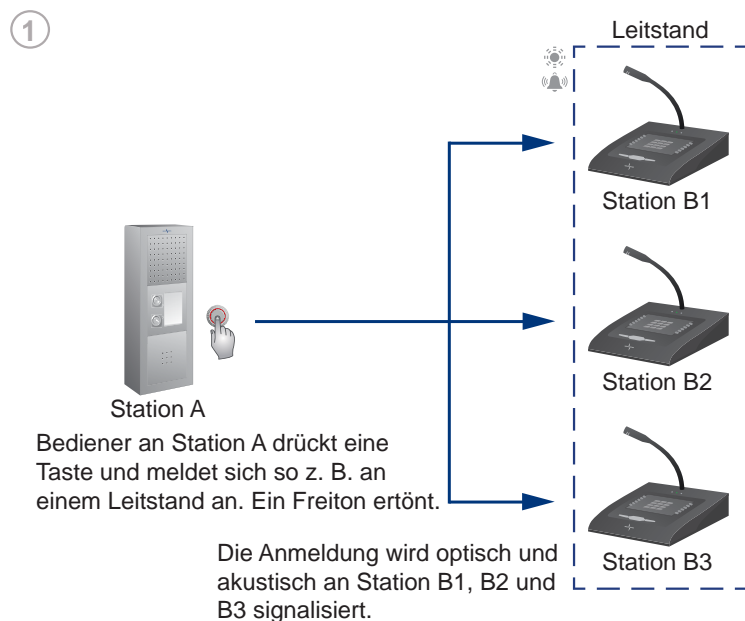 1
Leitstand
Station B1
Station B2
Station A
Bediener an Station A drückt eine
Taste und meldet sich so z. B. an
einem Leitstand an. Ein Freiton ertönt.
Station B3
Die Anmeldung wird optisch und
akustisch an Station B1, B2 und
B3 signalisiert.